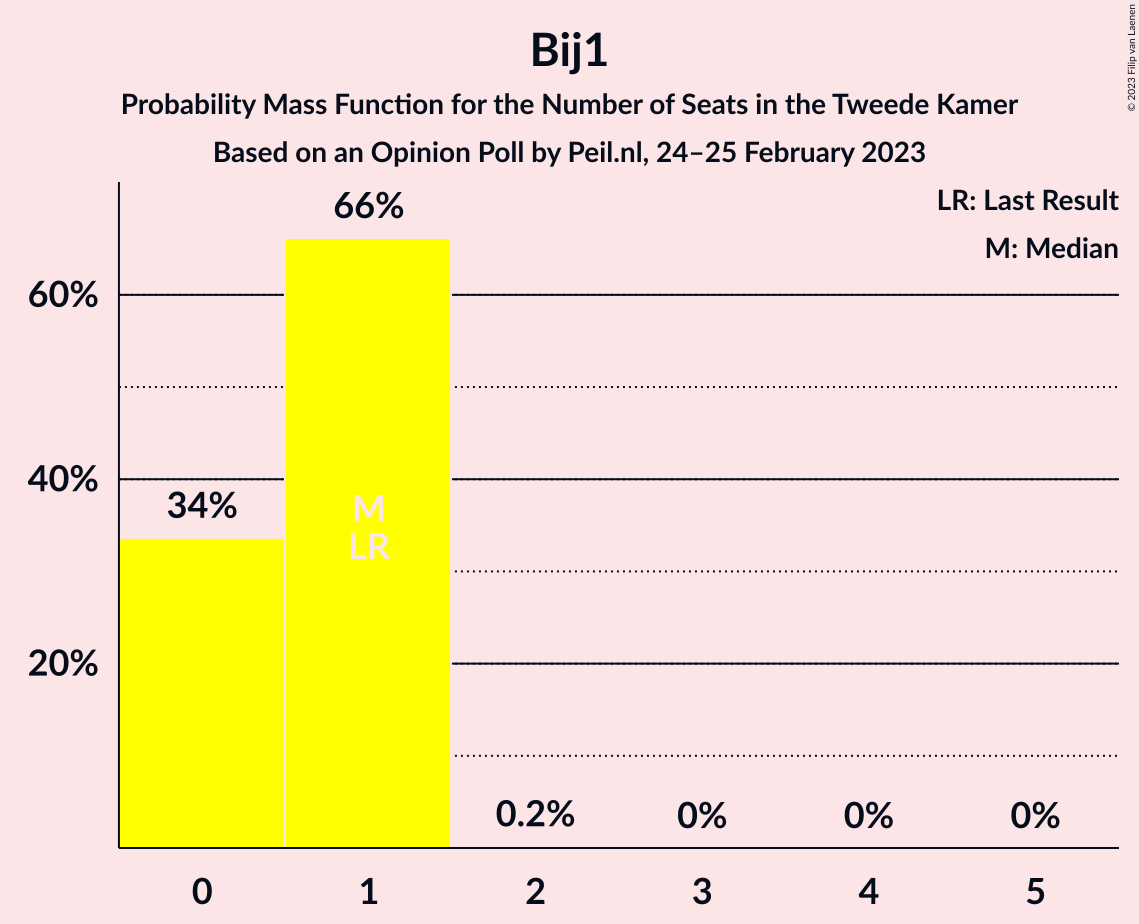 Bij1
Probability Mass Function for the Number of Seats in the Tweede Kamer
Based on an Opinion Poll by Peil.nl, 24–25 February 2023
© 2023 Filip van Laenen
LR: Last Result
M: Median
66%
60%
40%
34%
M
LR
20%
0.2%
0%
0%
0%
0
1
2
3
4
5